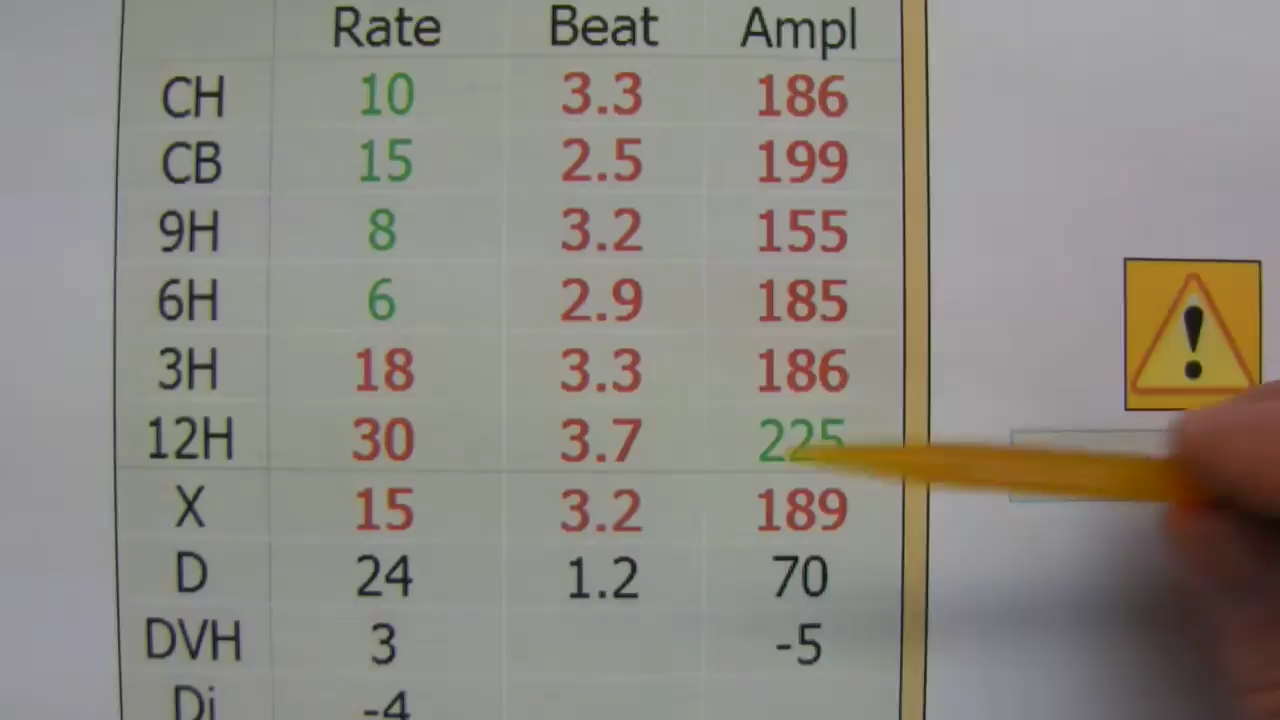 Rate Beat Ampl
CH 10 3.3 186
CB 15 2.5 199
9H 8 3.2 155
6H 6 2.9 185
3H 18 3.3 186
12H 30 3.7 225
X 15 3.2 189
D 24 1.2 70
DVH 3 -5
Di -4